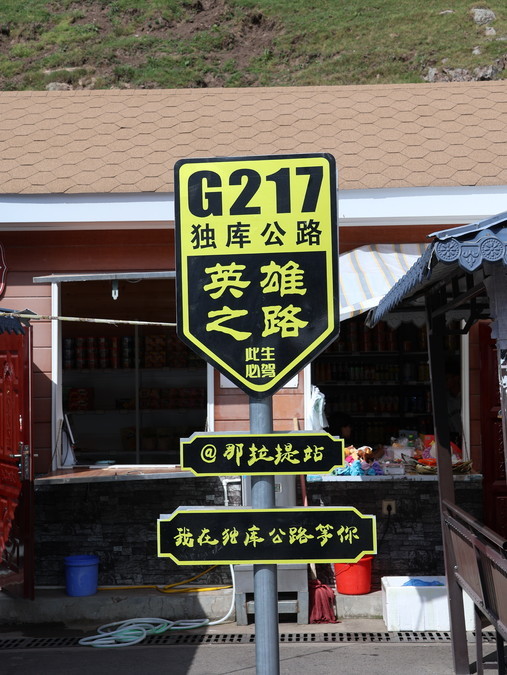 G217
独库公路
英雄
之路
此生
必驾
@那拉提站
我在独库公路等你